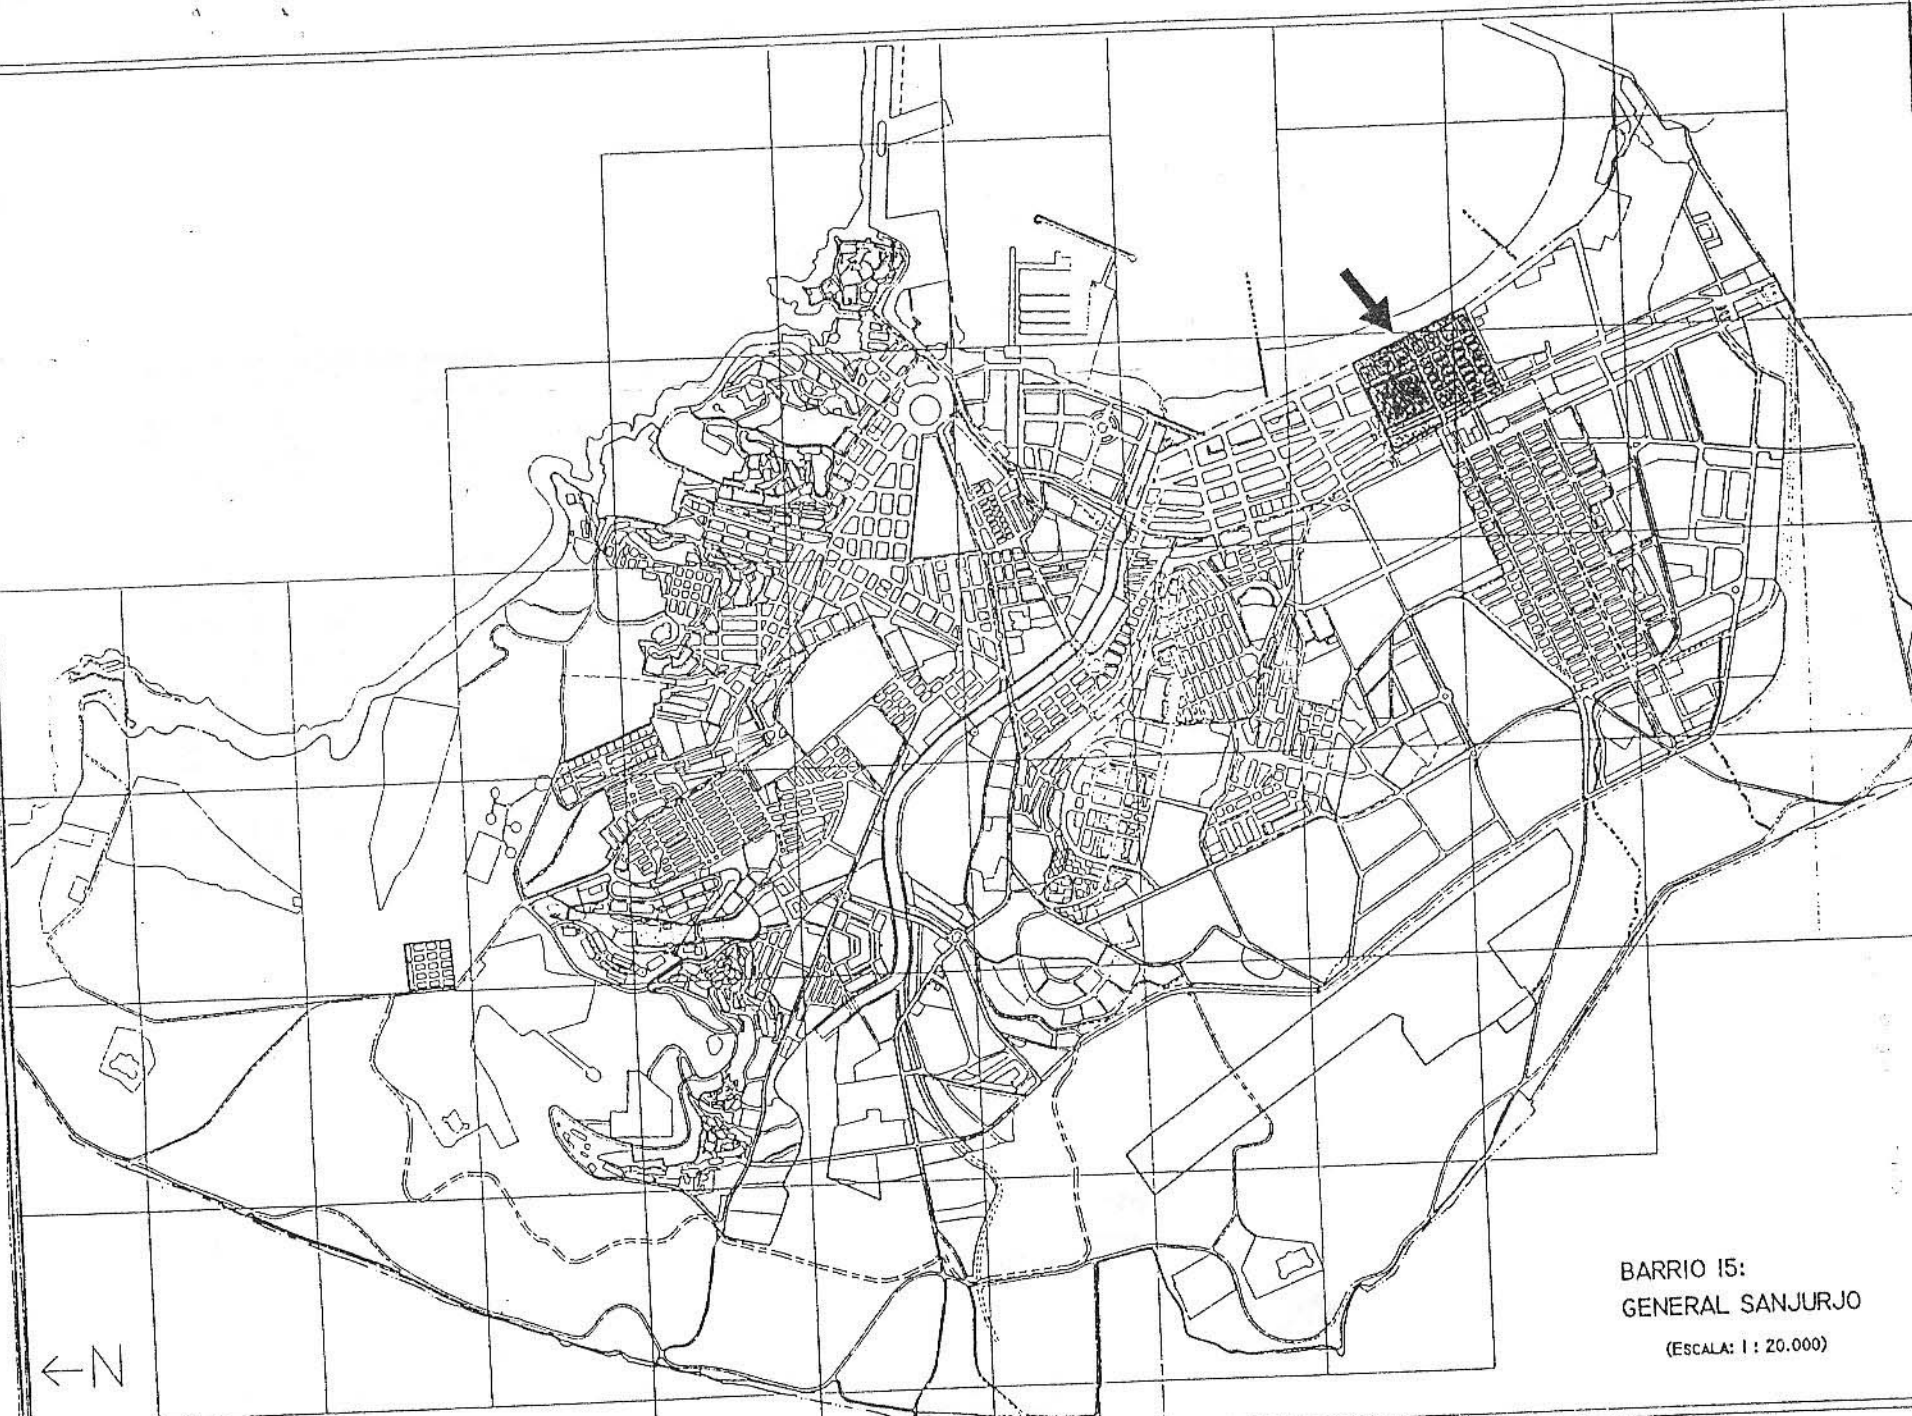 BARRIO 15:
GENERAL SANJURJO
(ESCALA: 1 : 20.000)
←N